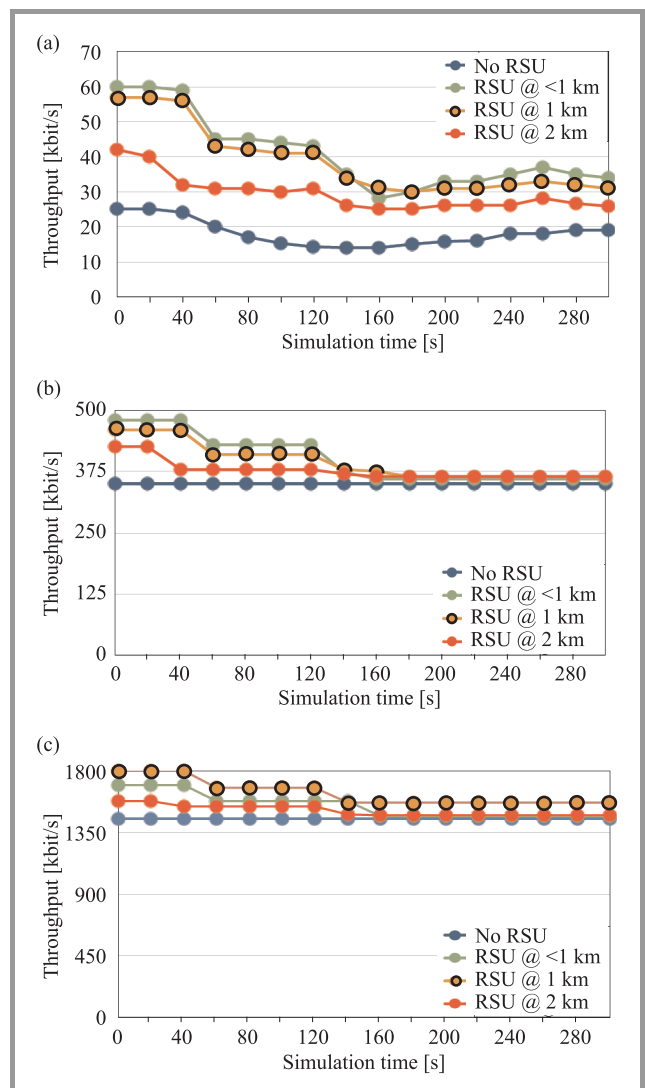 (a)
70
60
50
40
30
20
10
0
Throughput [kbit/s]
No RSU
RSU @ <1 km
RSU @ 1 km
RSU @ 2 km
0 40 80 120 160 200 240 280
Simulation time [s]
(b)
500
375
250
125
0
Throughput [kbit/s]
No RSU
RSU @ <1 km
RSU @ 1 km
RSU @ 2 km
0 40 80 120 160 200 240 280
Simulation time [s]
(c)
1800
1350
900
450
0
Throughput [kbit/s]
No RSU
RSU @ <1 km
RSU @ 1 km
RSU @ 2 km
0 40 80 120 160 200 240 280
Simulation time [s]